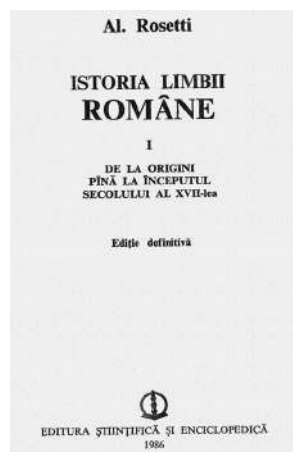 Al. Rosetti
ISTORIA LIMBII
ROMÂNE
I
DE LA ORIGINI
PÎNĂ LA ÎNCEPUTUL
SECOLULUI AL XVII-lea
Ediție definitivă
EDITURA ȘTIINȚIFICĂ ȘI ENCICLOPEDICĂ
1986